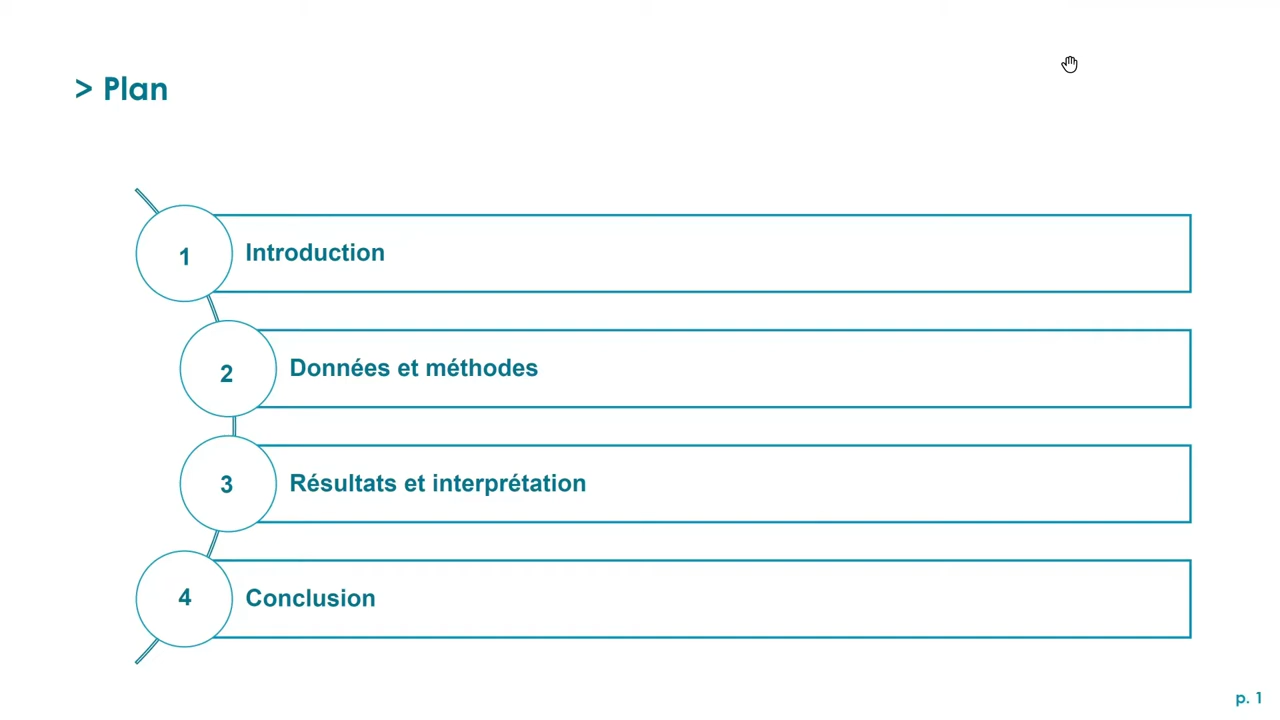 > Plan
1
Introduction
2
Données et méthodes
3
Résultats et interprétation
4
Conclusion
p. 1